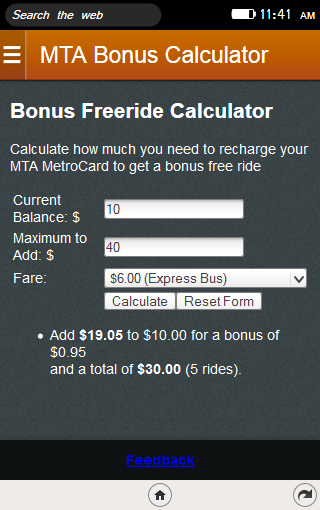 Search the web
11:41 AM
MTA Bonus Calculator
Bonus Freeride Calculator
Calculate how much you need to recharge your
MTA MetroCard to get a bonus free ride
Current
Balance: $
10
Maximum to
Add: $
40
Fare:
$6.00 (Express Bus)
Calculate
Reset Form
Add $19.05 to $10.00 for a bonus of
$0.95
and a total of $30.00 (5 rides).
Feedback